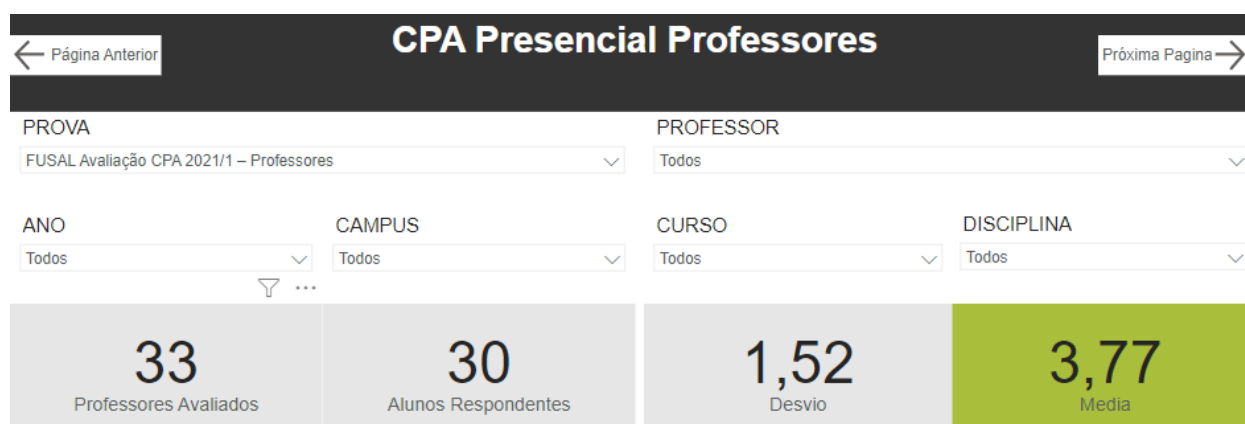 CPA Presencial Professores
Página Anterior
Próxima Pagina
PROVA
PROFESSOR
FUSAL Avaliação CPA 2021/1 – Professores
Todos
ANO
CAMPUS
CURSO
DISCIPLINA
Todos
Todos
Todos
Todos
33
Professores Avaliados
30
Alunos Respondentes
1,52
Desvio
3,77
Media